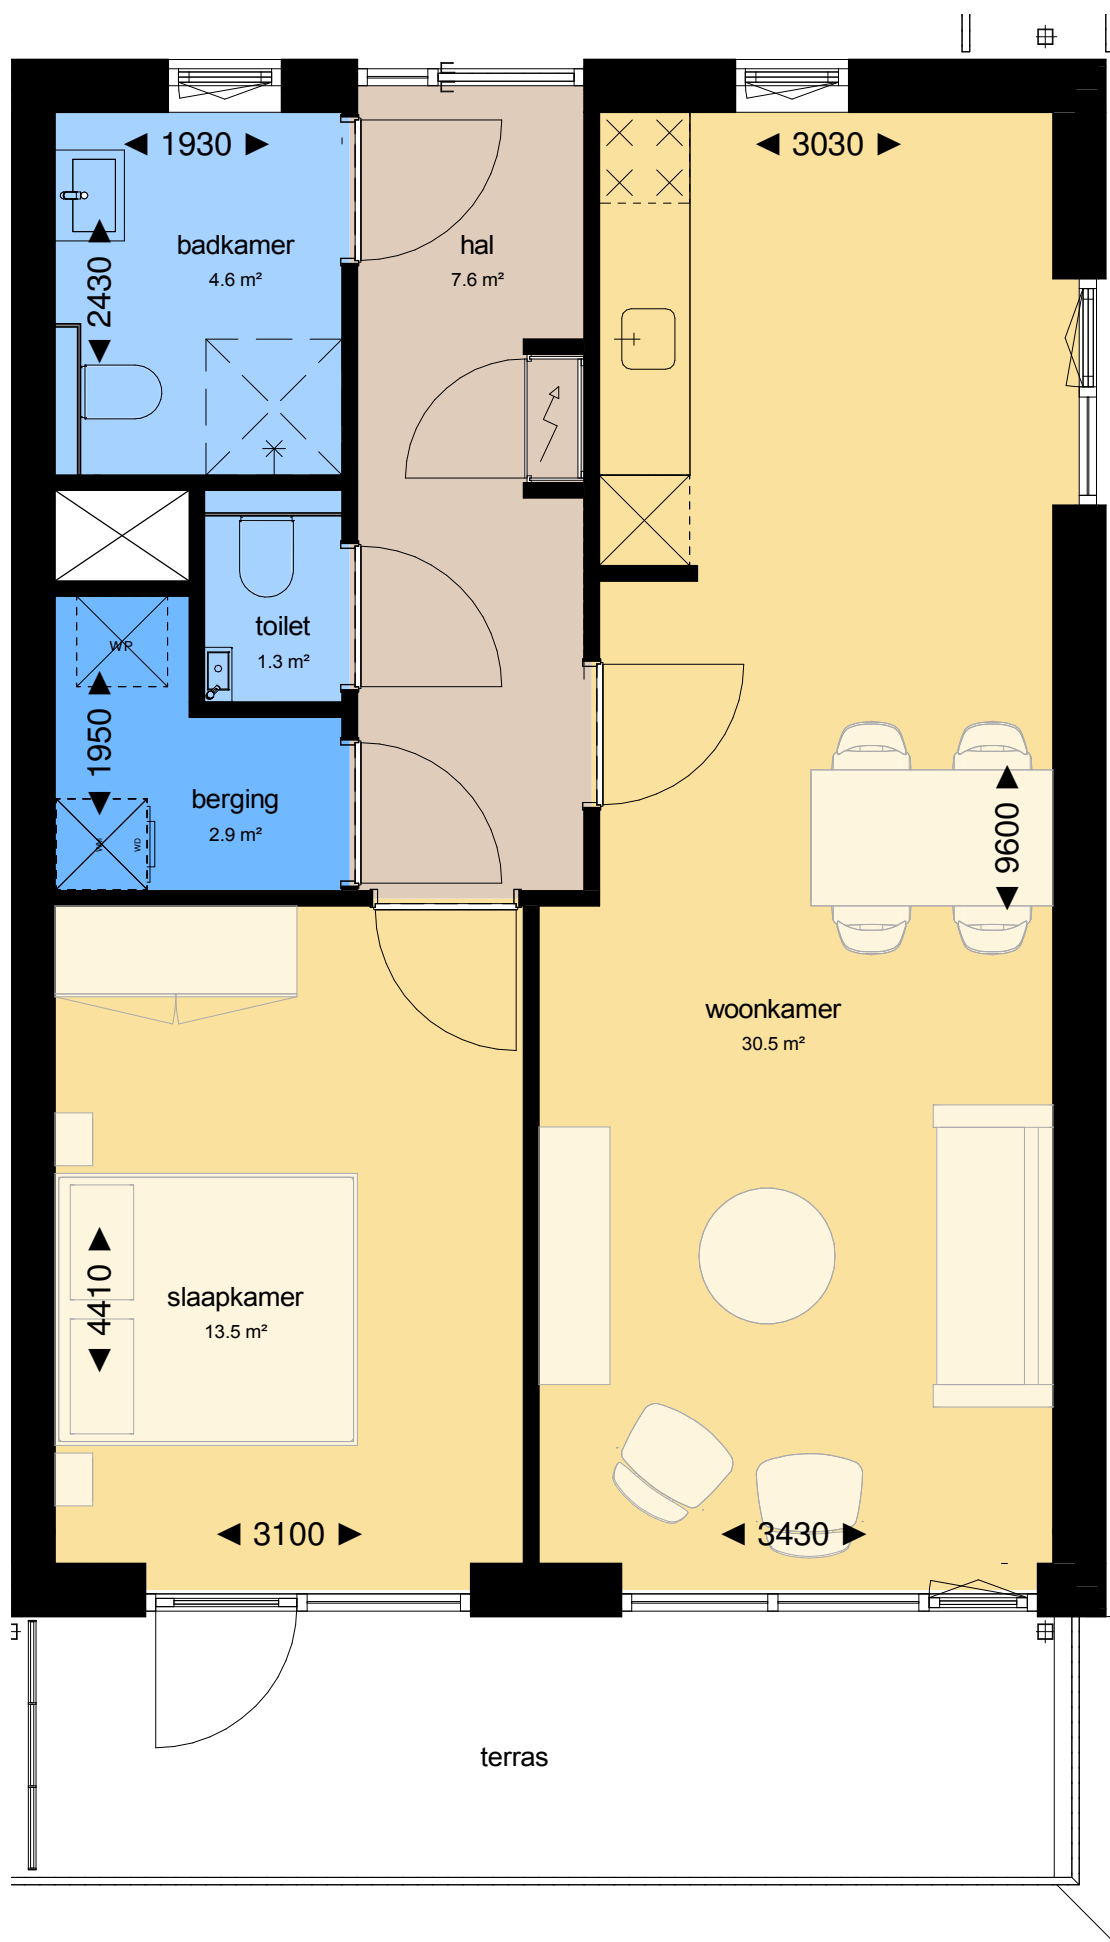 1930
3030
badkamer
4.6 m²
hal
7.6 m²
2430
toilet
1.3 m²
WP
1950
berging
2.9 m²
WD
9600
woonkamer
30.5 m²
slaapkamer
13.5 m²
4410
3100
3430
terras